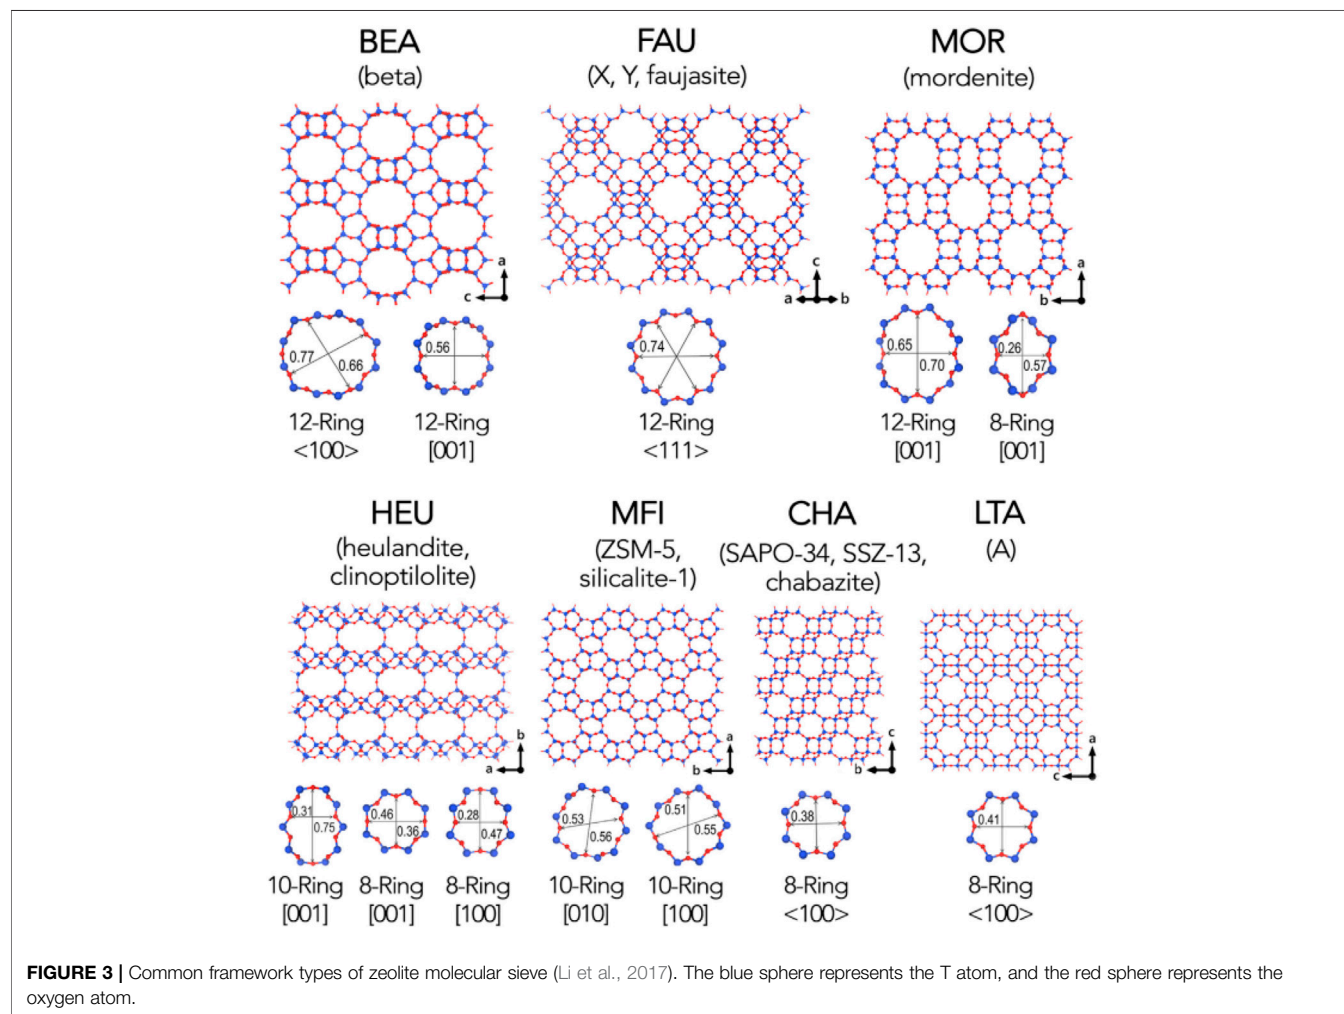 BEA
(beta)
FAU
(X, Y, faujasite)
MOR
(mordenite)
a
c
c
a
b
a
b
0.77
0.66
0.56
0.74
0.65
0.70
0.26
0.57
12-Ring
<100>
12-Ring
[001]
12-Ring
<111>
12-Ring
[001]
8-Ring
[001]
HEU
(heulandite,
clinoptilolite)
MFI
(ZSM-5,
silicalite-1)
CHA
(SAPO-34, SSZ-13,
chabazite)
LTA
(A)
b
a
a
b
c
b
a
c
0.31
0.75
0.46
0.36
0.28
0.47
0.53
0.56
0.51
0.55
0.38
0.41
10-Ring
[001]
8-Ring
[001]
8-Ring
[100]
10-Ring
[010]
10-Ring
[100]
8-Ring
<100>
8-Ring
<100>
FIGURE 3 | Common framework types of zeolite molecular sieve (Li et al., 2017). The blue sphere represents the T atom, and the red sphere represents the
oxygen atom.